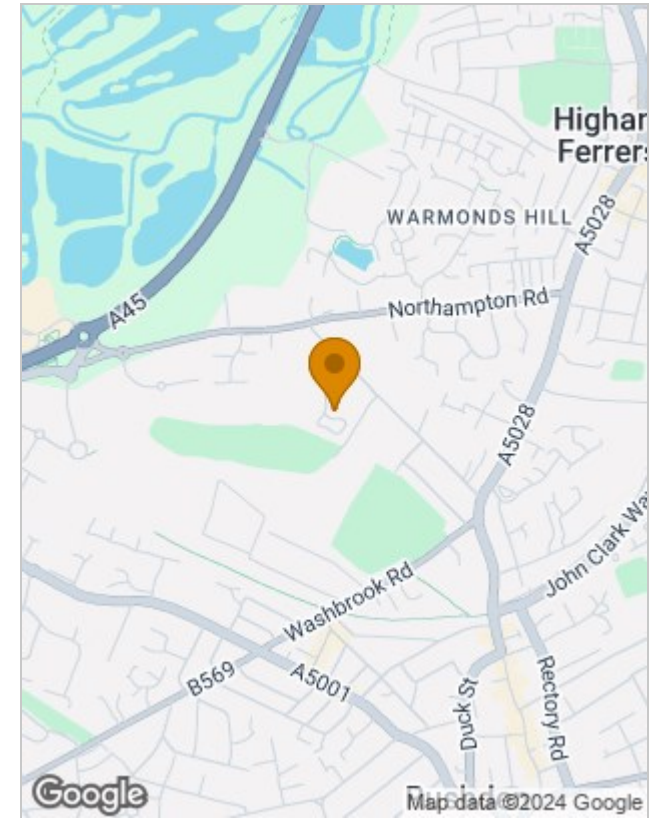 Higham
Ferrers
WARMONDS HILL
A5028
Northampton Rd
A45
A5028
John Clark Wa
Washbrook Rd
B569
A5001
Duck St
Rectory Rd
Google
Map data ©2024 Google